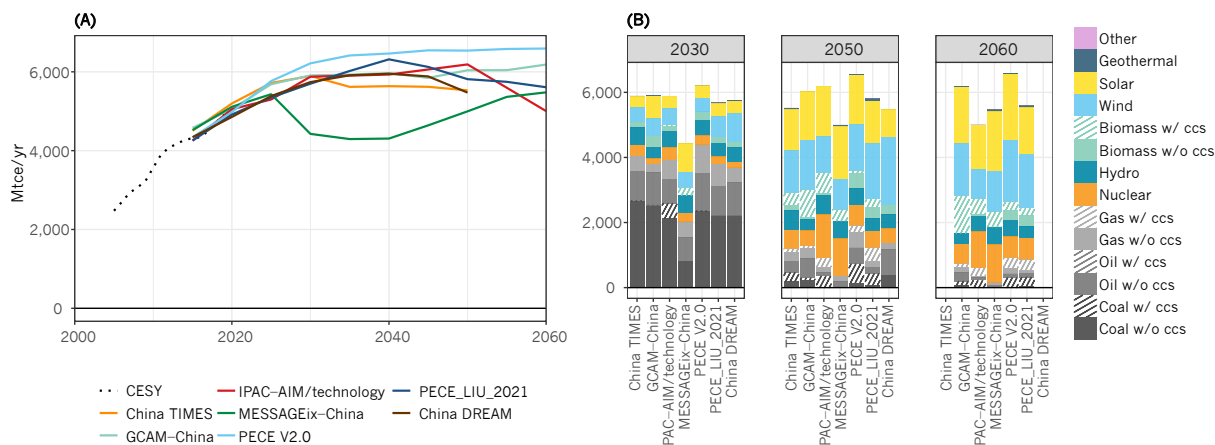 (A)
Mtce/yr
6,000
4,000
2,000
0
2000
2020
2040
2060
CESY
IPAC−AIM/technology
PECE_LIU_2021
China TIMES
MESSAGEix−China
China DREAM
GCAM−China
PECE V2.0
(B)
2030
2050
2060
6,000
4,000
2,000
0
China TIMES
GCAM−China
PAC−AIM/technology
MESSAGEix−China
PECE V2.0
PECE_LIU_2021
China DREAM
China TIMES
GCAM−China
PAC−AIM/technology
MESSAGEix−China
PECE V2.0
PECE_LIU_2021
China DREAM
China TIMES
GCAM−China
PAC−AIM/technology
MESSAGEix−China
PECE V2.0
PECE_LIU_2021
China DREAM
Other
Geothermal
Solar
Wind
Biomass w/ ccs
Biomass w/o ccs
Hydro
Nuclear
Gas w/ ccs
Gas w/o ccs
Oil w/ ccs
Oil w/o ccs
Coal w/ ccs
Coal w/o ccs